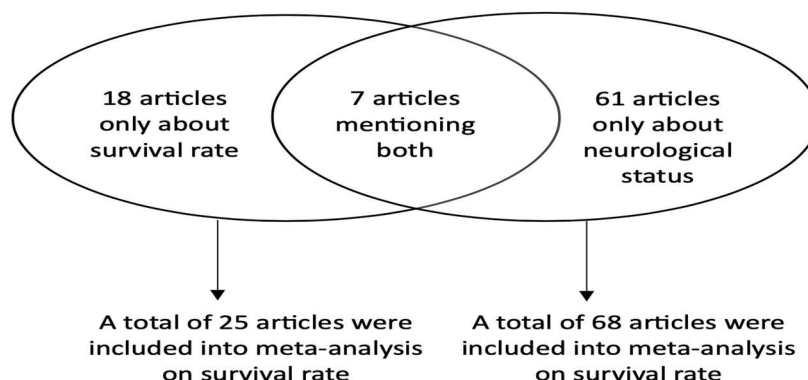 18 articles
only about
survival rate
7 articles
mentioning
both
61 articles
only about
neurological
status
A total of 25 articles were
included into meta-analysis
on survival rate
A total of 68 articles were
included into meta-analysis
on survival rate